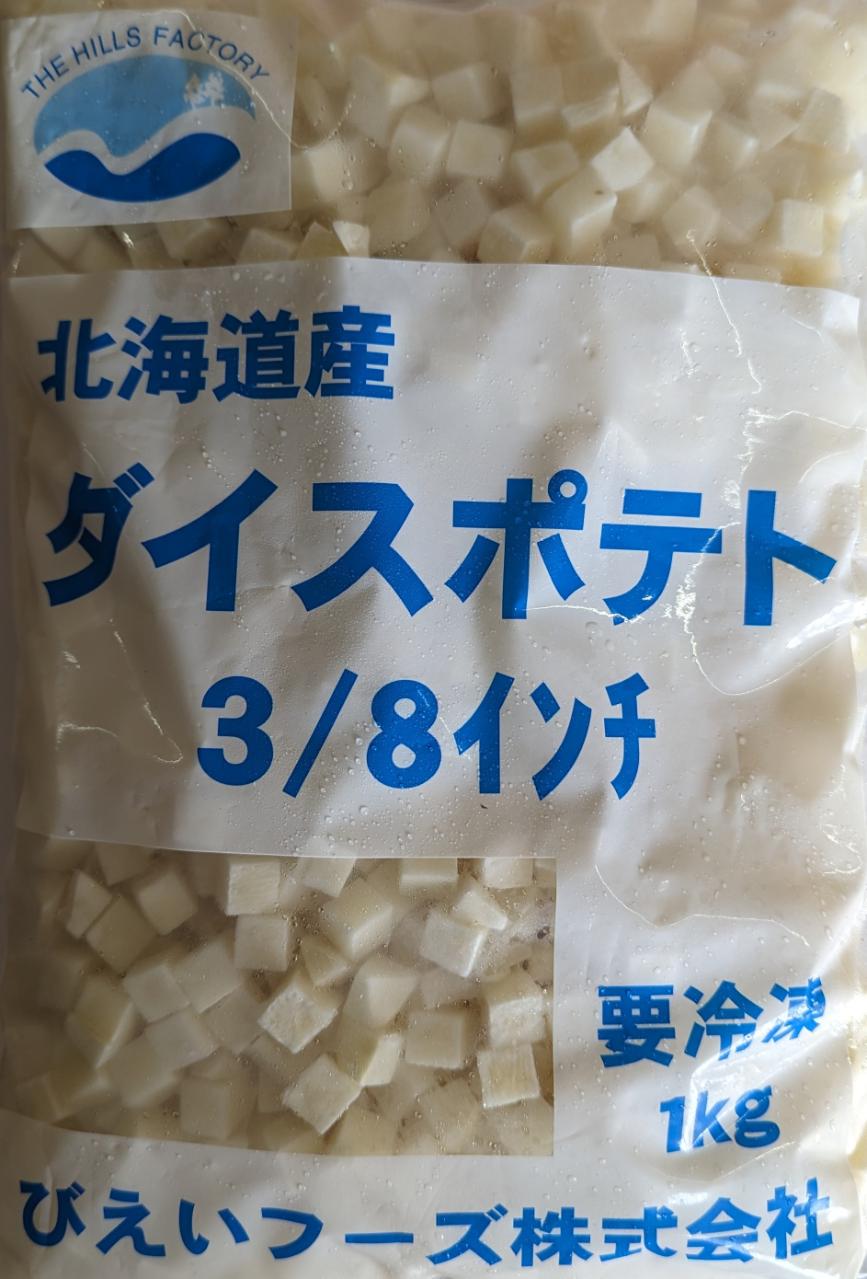 THE HILLS FACTORY
北海道産
ダイスポテト
3/8インチ
要冷凍
1kg
びえいフーズ株式会社